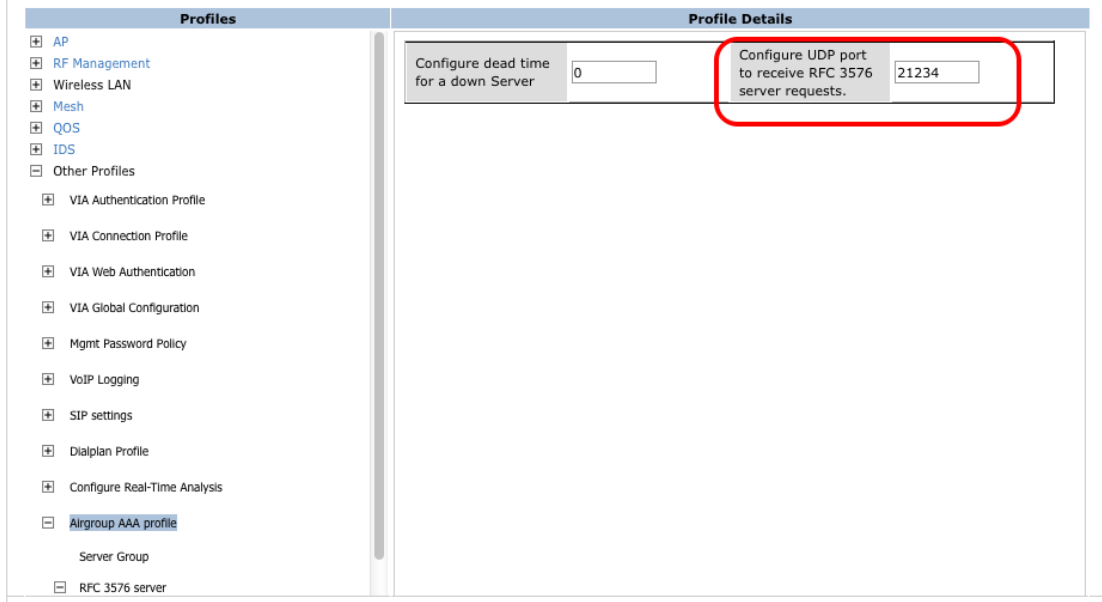 Profiles
Profile Details
AP
RF Management
Wireless LAN
Mesh
QOS
IDS
Other Profiles
VIA Authentication Profile
VIA Connection Profile
VIA Web Authentication
VIA Global Configuration
Mgmt Password Policy
VoIP Logging
SIP settings
Dialplan Profile
Configure Real-Time Analysis
Airgroup AAA profile
Server Group
RFC 3576 server
Configure dead time
for a down Server
0
Configure UDP port
to receive RFC 3576
server requests.
21234